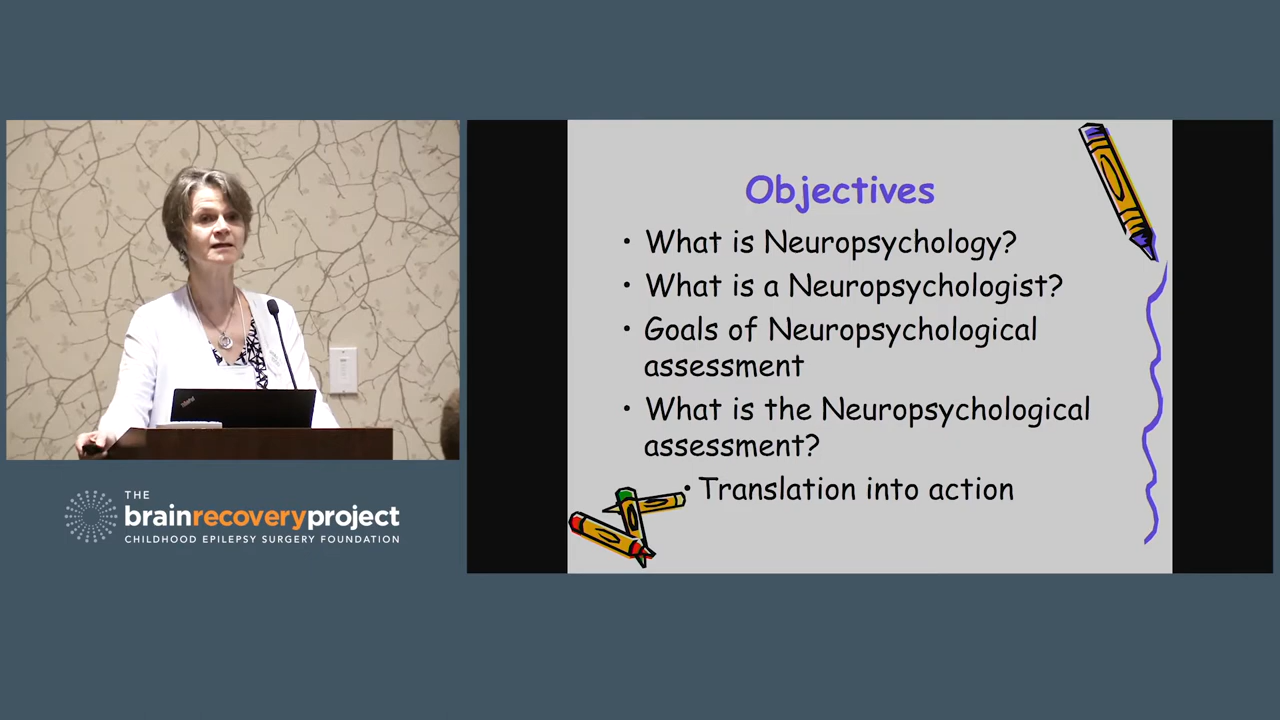 Objectives
• What is Neuropsychology?
• What is a Neuropsychologist?
• Goals of Neuropsychological
assessment
• What is the Neuropsychological
assessment?
• Translation into action
ThinkPad
THE
brainrecoveryproject
CHILDHOOD EPILEPSY SURGERY FOUNDATION